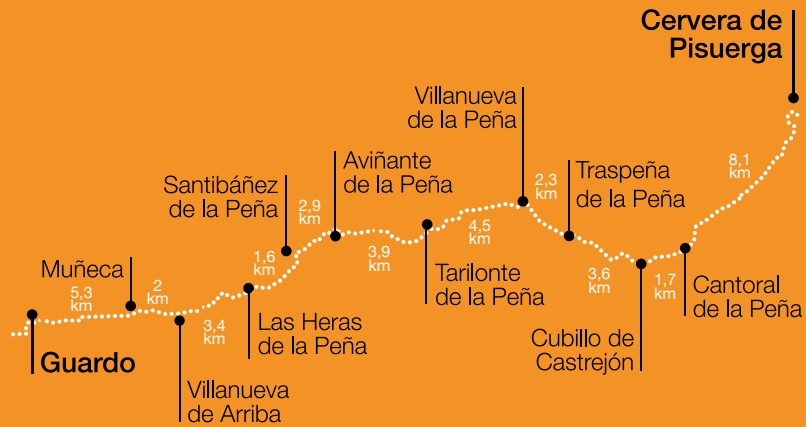 Cervera de
Pisuerga
Villanueva
de la Peña
8,1
km
Aviñante
de la Peña
2,3
km
Traspeña
de la Peña
Santibáñez
de la Peña
2,9
km
4,5
km
3,9
km
1,6
km
Muñeca
5,3
km
2
km
3,4
km
Las Heras
de la Peña
Tarilonte
de la Peña
3,6
km
1,7
km
Cantoral
de la Peña
Cubillo de
Castrejón
Guardo
Villanueva
de Arriba